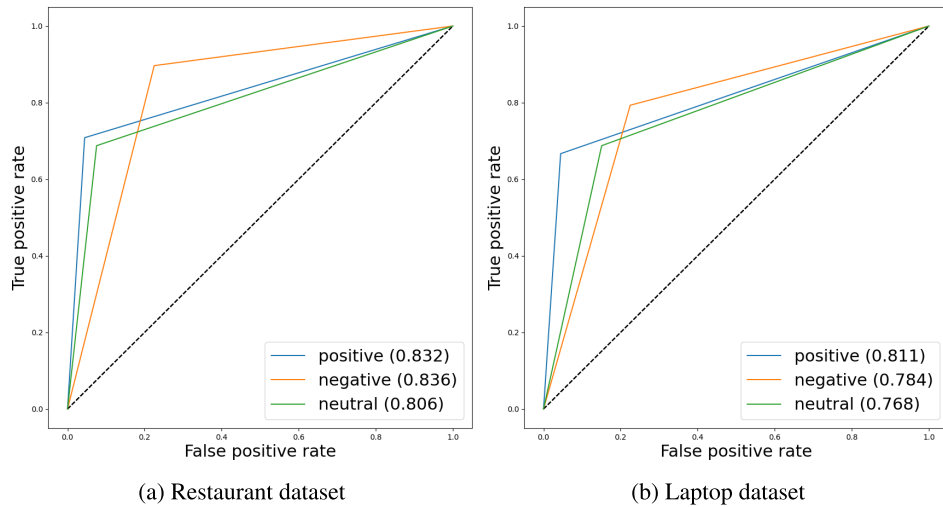 1.0
0.8
0.6
0.4
0.2
0.0
True positive rate
positive (0.832)
negative (0.836)
neutral (0.806)
0.0 0.2 0.4 0.6 0.8 1.0
False positive rate
(a) Restaurant dataset
1.0
0.8
0.6
0.4
0.2
0.0
True positive rate
positive (0.811)
negative (0.784)
neutral (0.768)
0.0 0.2 0.4 0.6 0.8 1.0
False positive rate
(b) Laptop dataset